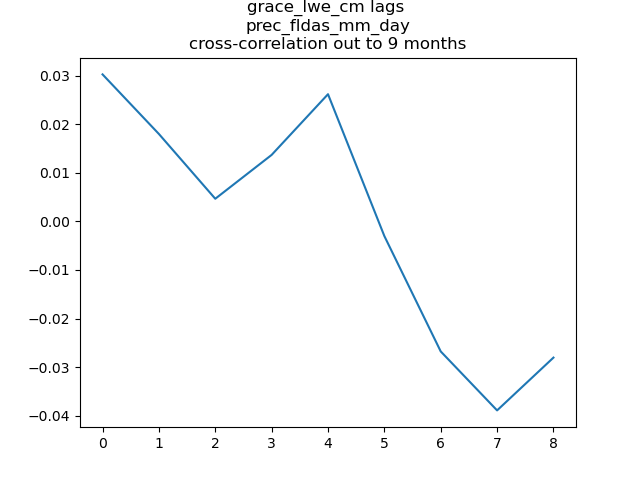 grace_lwe_cm lags
prec_fldas_mm_day
cross-correlation out to 9 months
0.03
0.02
0.01
0.00
−0.01
−0.02
−0.03
−0.04
0 1 2 3 4 5 6 7 8